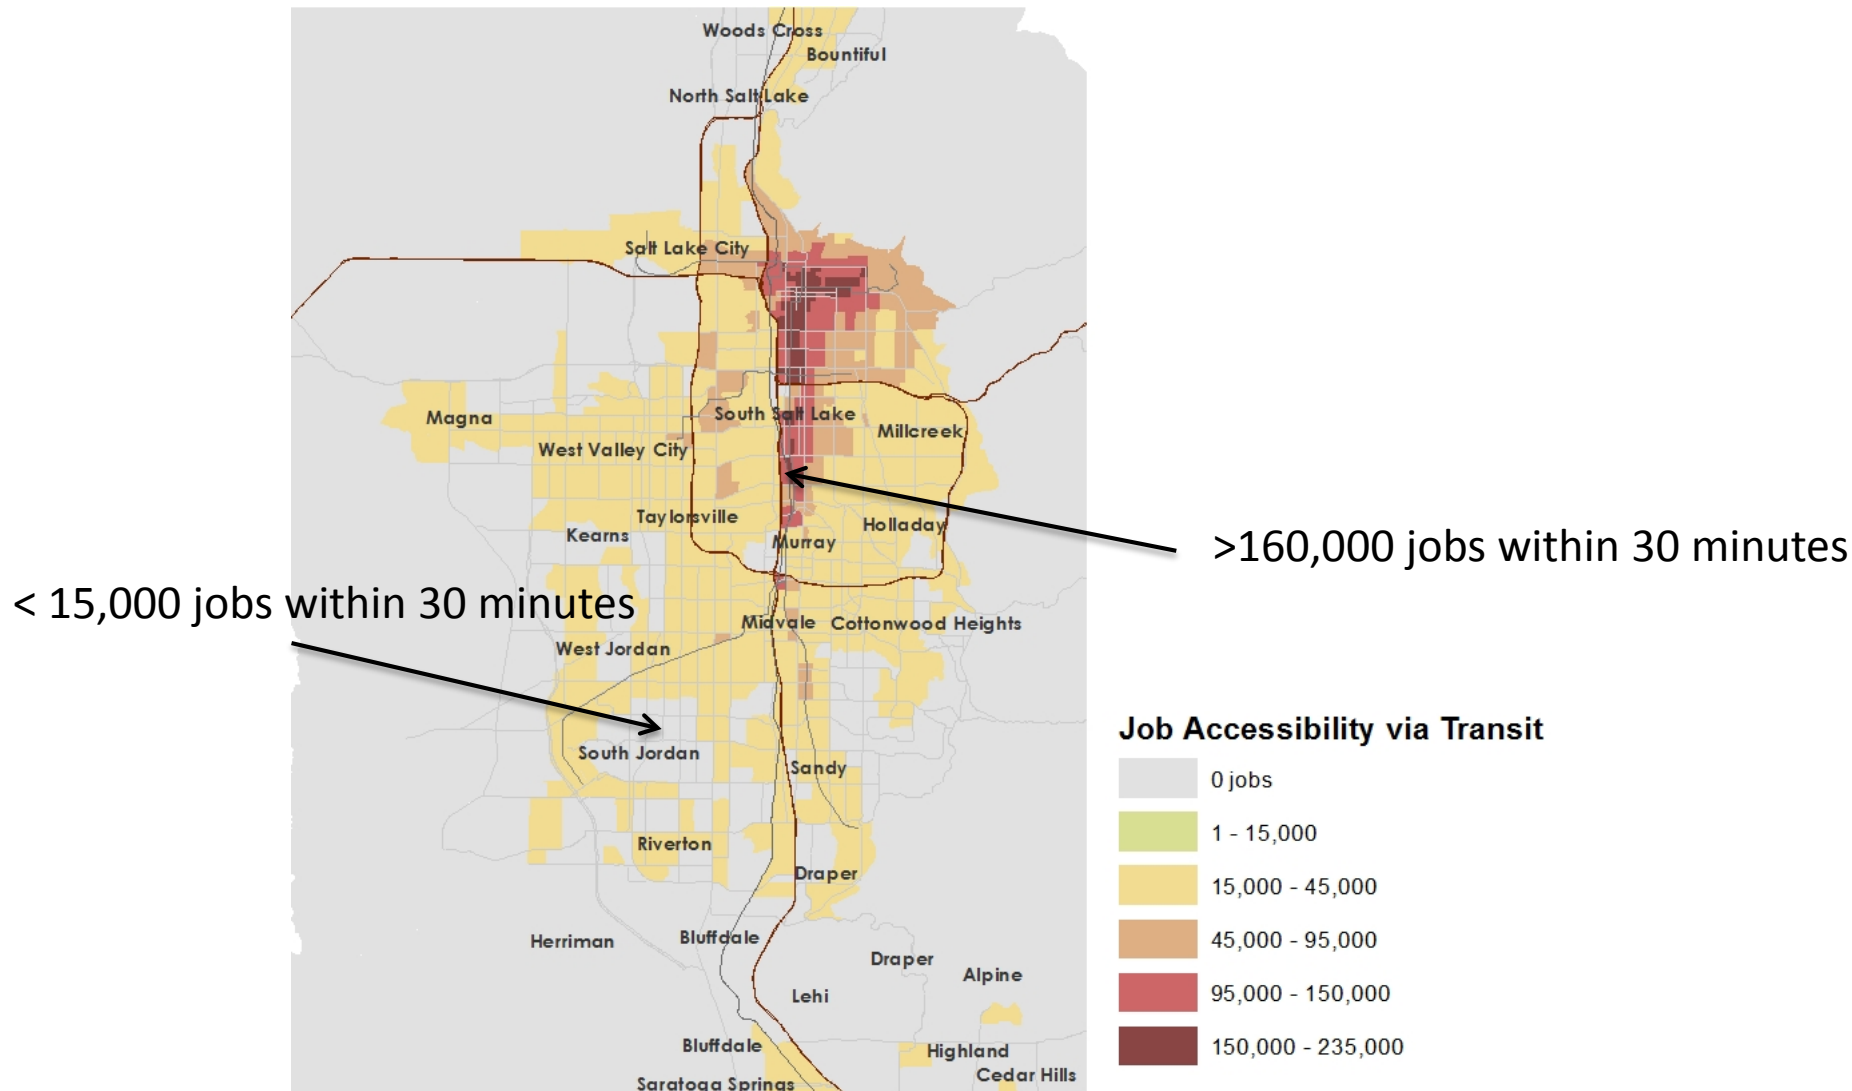 Woods Cross
Bountiful
North Salt Lake
Salt Lake City
Magna
South Salt Lake
Millcreek
West Valley City
Taylorsville
Holladay
Kearns
Murray
>160,000 jobs within 30 minutes
< 15,000 jobs within 30 minutes
Midvale
Cottonwood Heights
West Jordan
South Jordan
Sandy
Riverton
Draper
Herriman
Bluffdale
Draper
Alpine
Lehi
Bluffdale
Highland
Cedar Hills
Saratoga Springs
Job Accessibility via Transit
0 jobs
1 - 15,000
15,000 - 45,000
45,000 - 95,000
95,000 - 150,000
150,000 - 235,000